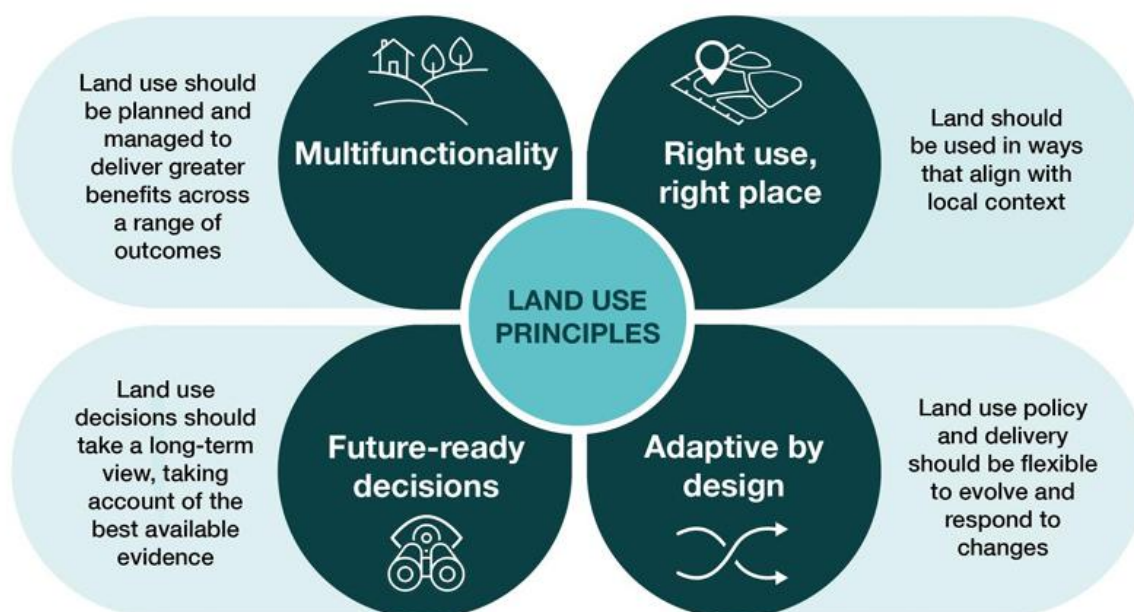 Land use should
be planned and
managed to
deliver greater
benefits across
a range of
outcomes
Multifunctionality
Right use,
right place
Land should
be used in ways
that align with
local context
LAND USE
PRINCIPLES
Land use
decisions should
take a long-term
view, taking
account of the
best available
evidence
Future-ready
decisions
Adaptive by
design
Land use policy
and delivery
should be flexible
to evolve and
respond to
changes